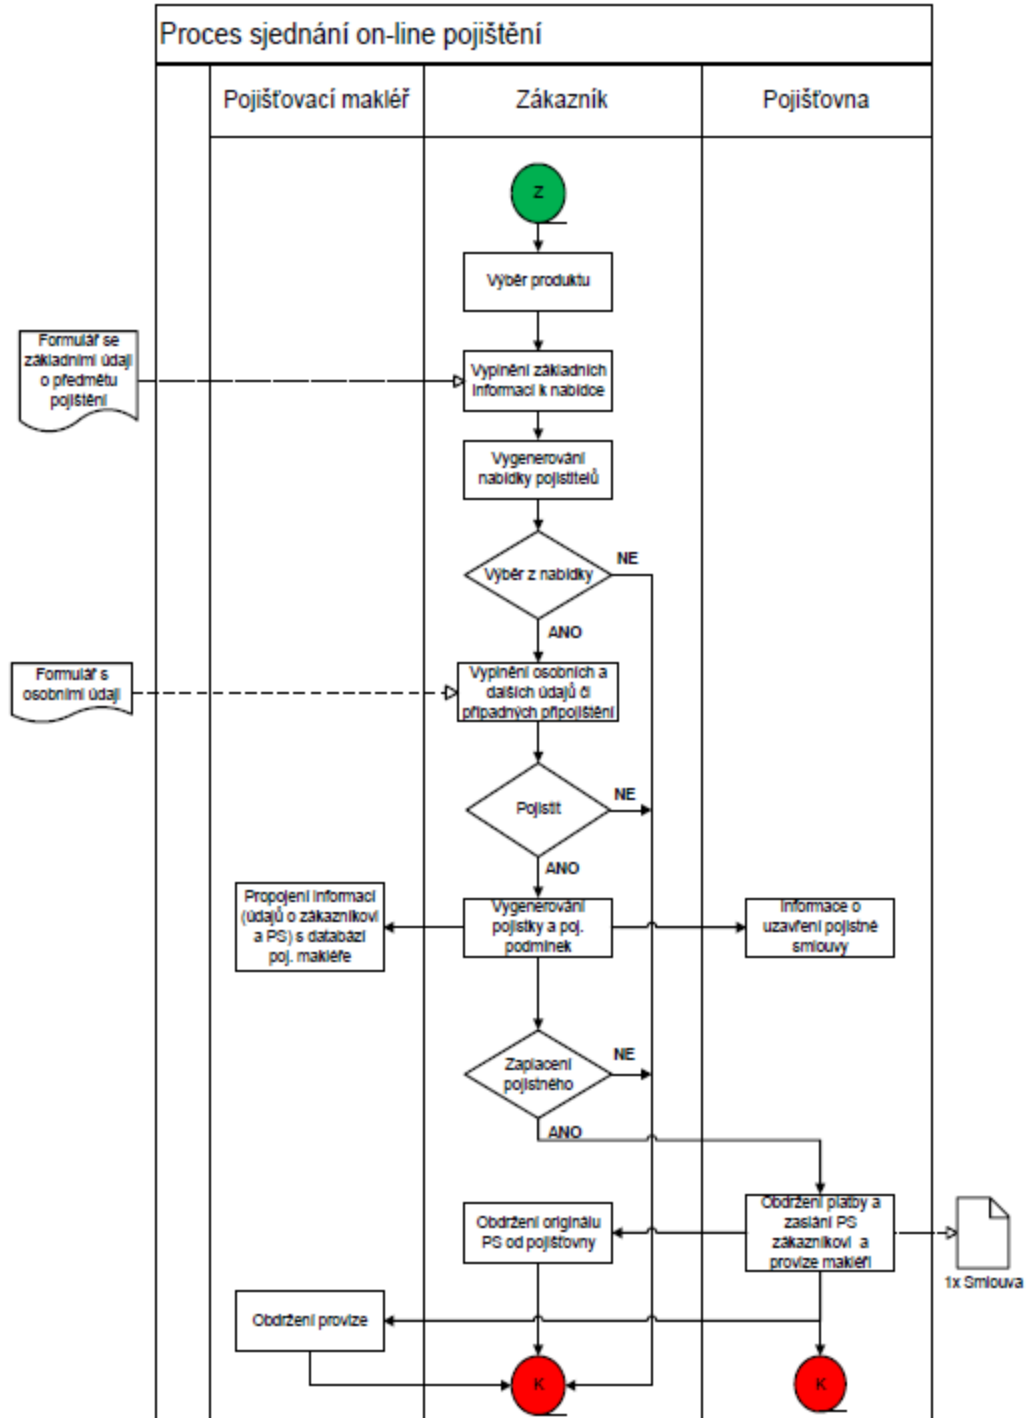 Proces sjednání on-line pojištění
Pojišťovací makléř
Zákazník
Pojišťovna
Z
Výběr produktu
Formulář se
základními údaji
o předmětu
pojištění
Vyplnění základních
informací k nabídce
Vygenerování
nabídky pojistitelů
Výběr z nabídky
NE
ANO
Formulář s
osobními údaji
Vyplnění osobních a
dalších údajů či
případných připojištění
Pojistit
NE
ANO
Propojení informací
(údajů o zákazníkovi
a PS) s databází
poj. makléře
Vygenerování
pojistky a poj.
podmínek
Informace o
uzavření pojistné
smlouvy
Zaplacení
pojistného
NE
ANO
Obdržení originálu
PS od pojišťovny
Obdržení platby a
zaslání PS
zákazníkovi a
provize makléři
1x Smlouva
Obdržení provize
K
K